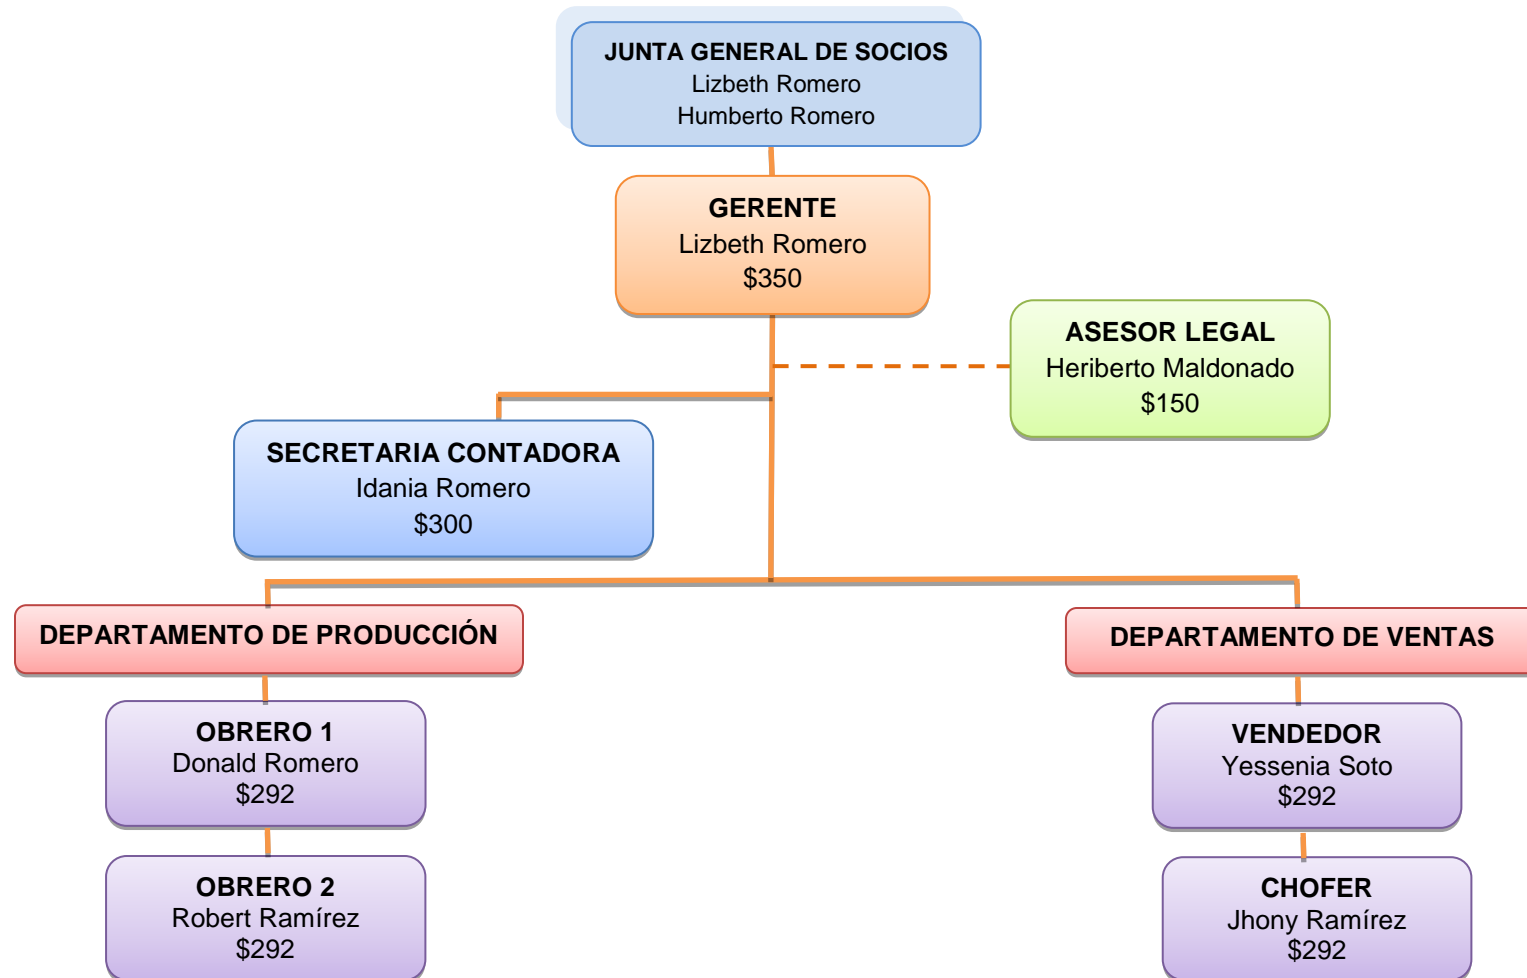 JUNTA GENERAL DE SOCIOS
Lizbeth Romero
Humberto Romero
GERENTE
Lizbeth Romero
$350
ASESOR LEGAL
Heriberto Maldonado
$150
SECRETARIA CONTADORA
Idania Romero
$300
DEPARTAMENTO DE PRODUCCIÓN
DEPARTAMENTO DE VENTAS
OBRERO 1
Donald Romero
$292
VENDEDOR
Yessenia Soto
$292
OBRERO 2
Robert Ramírez
$292
CHOFER
Jhony Ramírez
$292